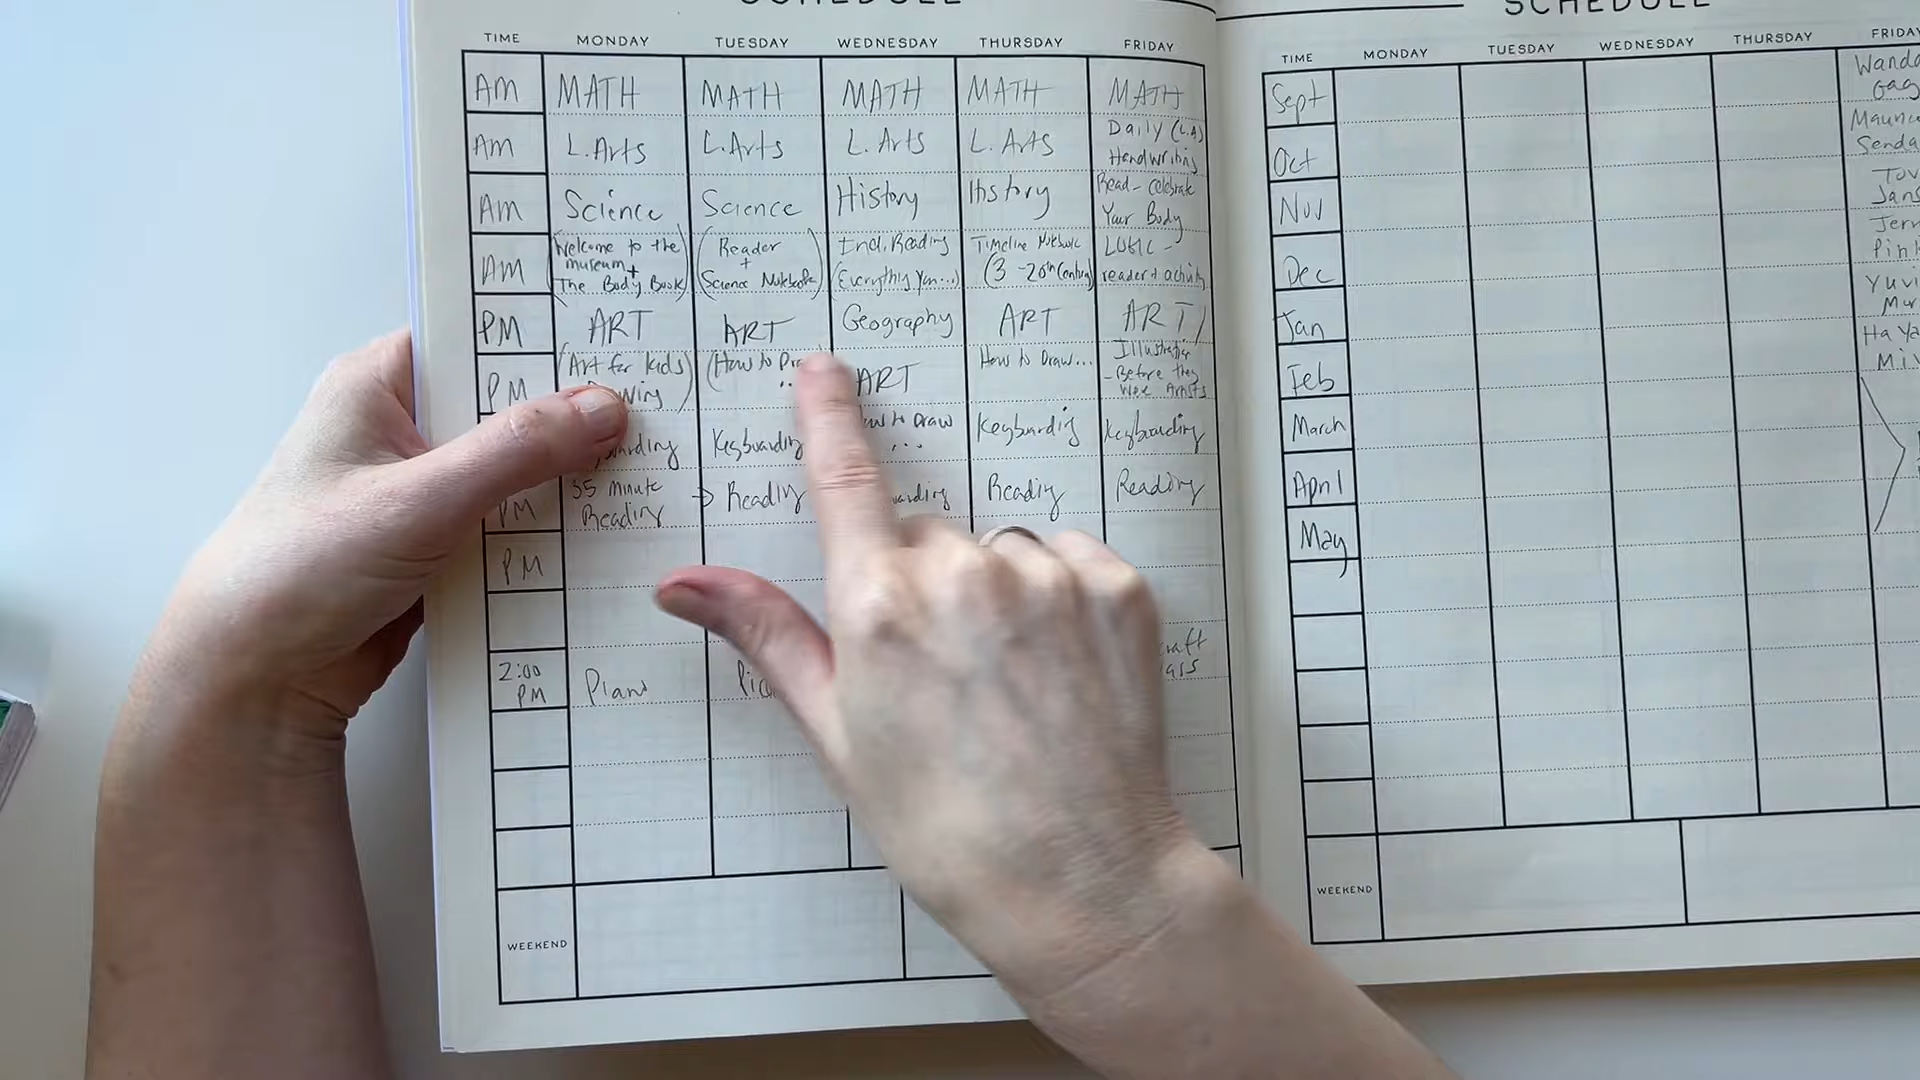 SCHEDULE
TIME MONDAY TUESDAY WEDNESDAY THURSDAY FRIDAY
AM MATH MATH MATH MATH MATH
AM L.Arts L.Arts L.Arts L.Arts Daily (L.A)
Handwriting
AM Science Science History History Read - celebrate
Your Body
AM (Welcome to the museum + The Body Book) (Reader + Science Notebook) Incl. Reading (Everything You...) Timeline Notebook (3 -20th Century) LOGIC -
reader + activity
PM ART ART Geography ART ART/
PM (Art for kids How to ART How to Draw... Illustration
- Before they
Were Artists
Keyboarding to Draw ... Keyboarding Keyboarding
PM 35 minute Reading → Reading Reading Reading
PM
2:00 PM Piano
WEEKEND
SCHEDULE
TIME MONDAY TUESDAY WEDNESDAY THURSDAY
Sept Wanda
Oct
Nov
Dec
Jan
Feb
March
April
May
WEEKEND